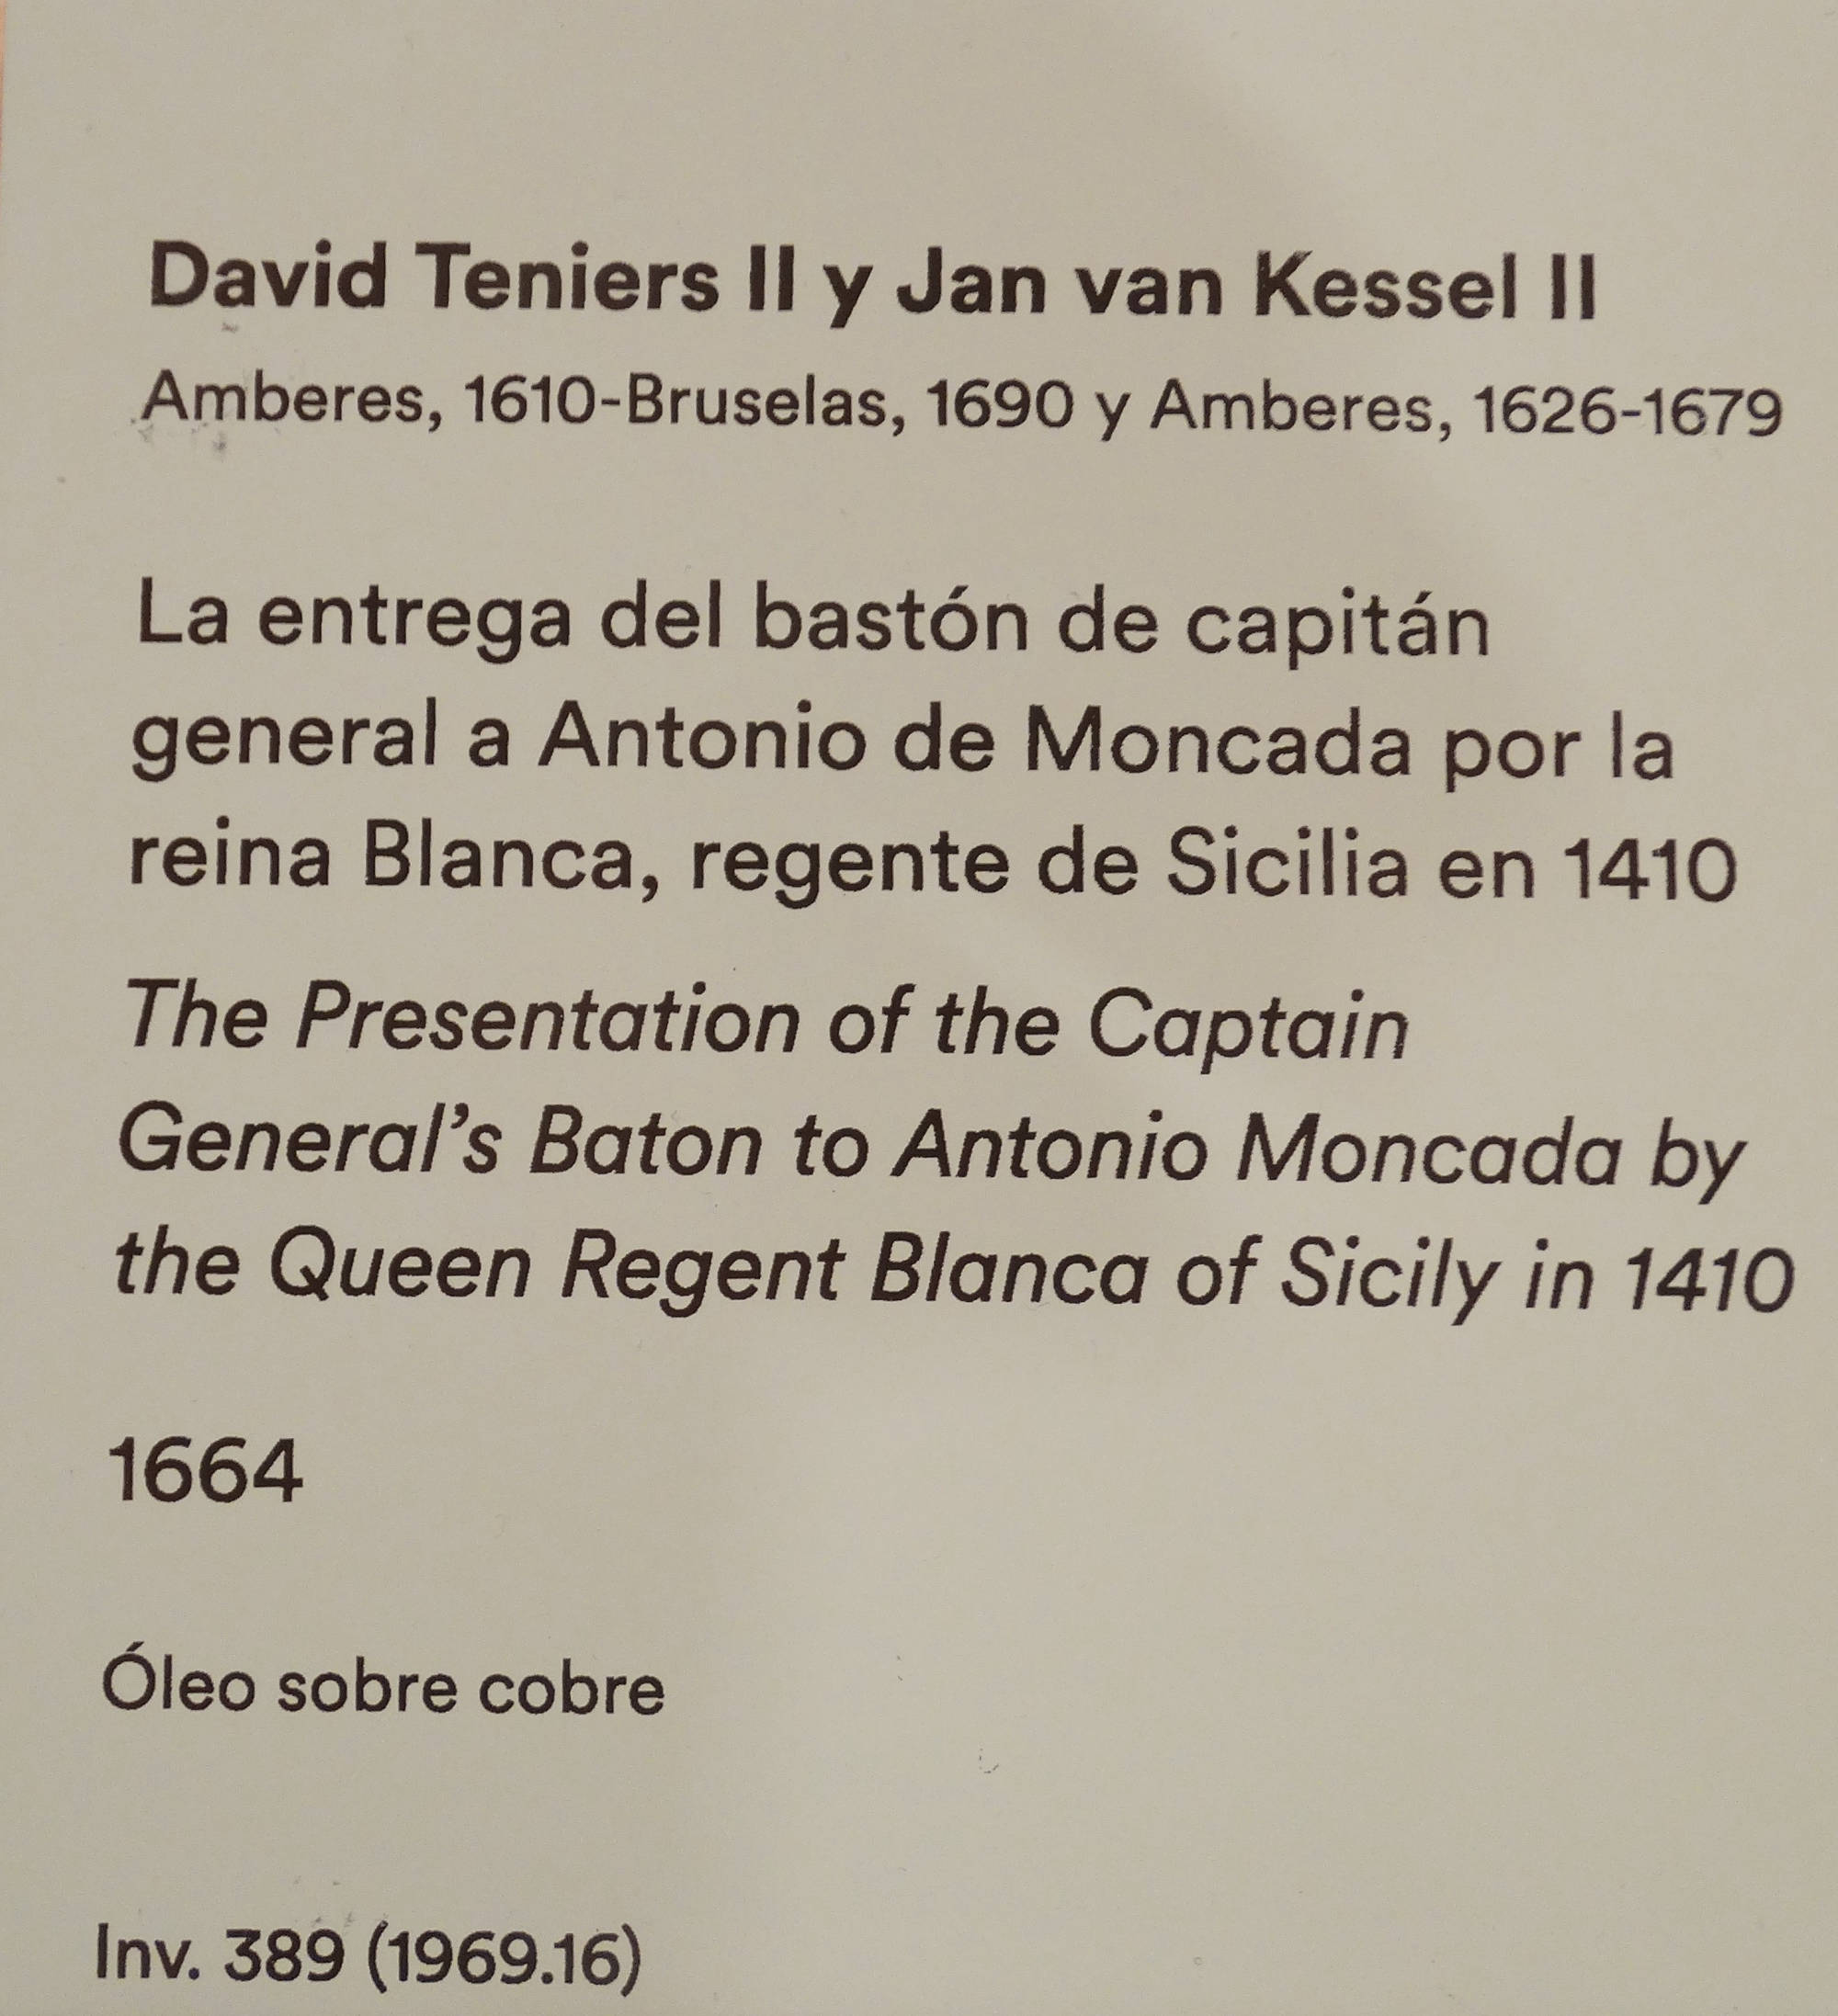 David Teniers II y Jan van Kessel II
Amberes, 1610-Bruselas, 1690 y Amberes, 1626-1679
La entrega del bastón de capitán
general a Antonio de Moncada por la
reina Blanca, regente de Sicilia en 1410
The Presentation of the Captain
General’s Baton to Antonio Moncada by
the Queen Regent Blanca of Sicily in 1410
1664
Óleo sobre cobre
Inv. 389 (1969.16)